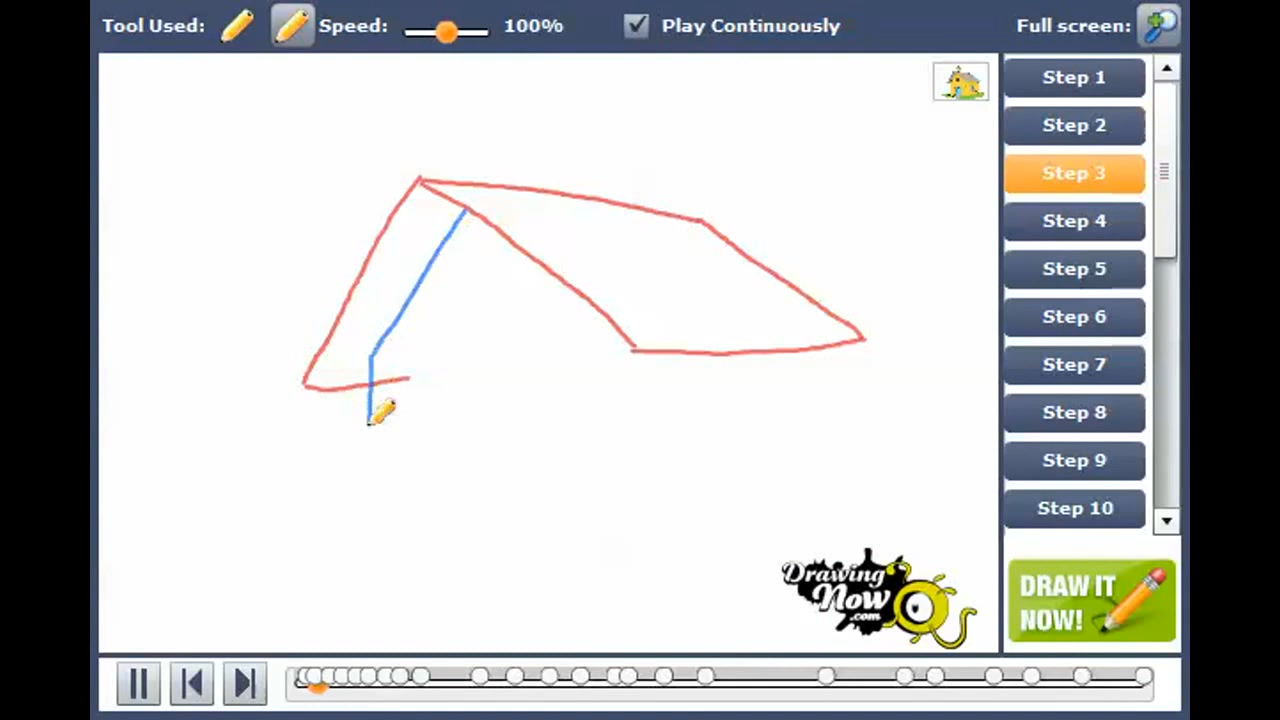 Tool Used: Speed: 100% Play Continuously Full screen:
Step 1
Step 2
Step 3
Step 4
Step 5
Step 6
Step 7
Step 8
Step 9
Step 10
Drawing
Now
.com
DRAW IT
NOW!